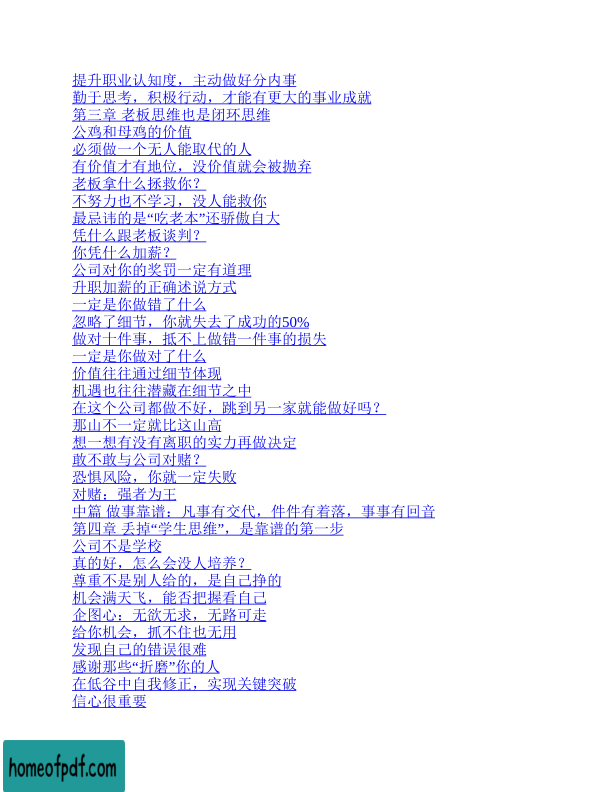 提升职业认知度，主动做好分内事
勤于思考，积极行动，才能有更大的事业成就
第三章 老板思维也是闭环思维
公鸡和母鸡的价值
必须做一个无人能取代的人
有价值才有地位，没价值就会被抛弃
老板拿什么拯救你？
不努力也不学习，没人能救你
最忌讳的是“吃老本”还骄傲自大
凭什么跟老板谈判？
你凭什么加薪？
公司对你的奖罚一定有道理
升职加薪的正确述说方式
一定是你做错了什么
忽略了细节，你就失去了成功的50%
做对十件事，抵不上做错一件事的损失
一定是你做对了什么
价值往往通过细节体现
机遇也往往潜藏在细节之中
在这个公司都做不好，跳到另一家就能做好吗？
那山不一定就比这山高
想一想有没有离职的实力再做决定
敢不敢与公司对赌？
恐惧风险，你就一定失败
对赌：强者为王
中篇 做事靠谱：凡事有交代，件件有着落，事事有回音
第四章 丢掉“学生思维”，是靠谱的第一步
公司不是学校
真的好，怎么会没人培养？
尊重不是别人给的，是自己挣的
机会满天飞，能否把握看自己
企图心：无欲无求，无路可走
给你机会，抓不住也无用
发现自己的错误很难
感谢那些“折磨”你的人
在低谷中自我修正，实现关键突破
信心很重要
homeofpdf.com